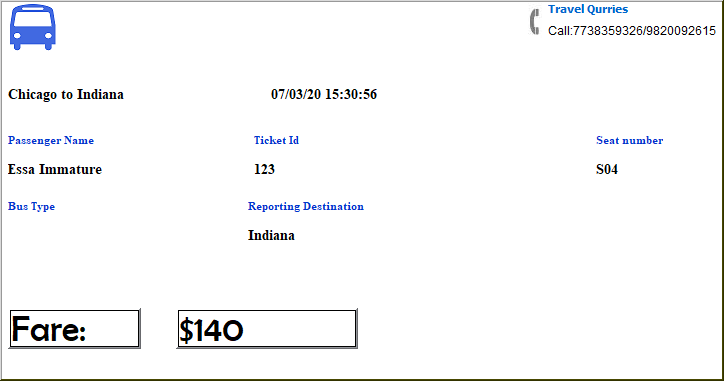 Travel Qurries
Call:7738359326/9820092615
Chicago to Indiana 07/03/20 15:30:56
Passenger Name Ticket Id Seat number
Essa Immature 123 S04
Bus Type Reporting Destination
Indiana
Fare: $140